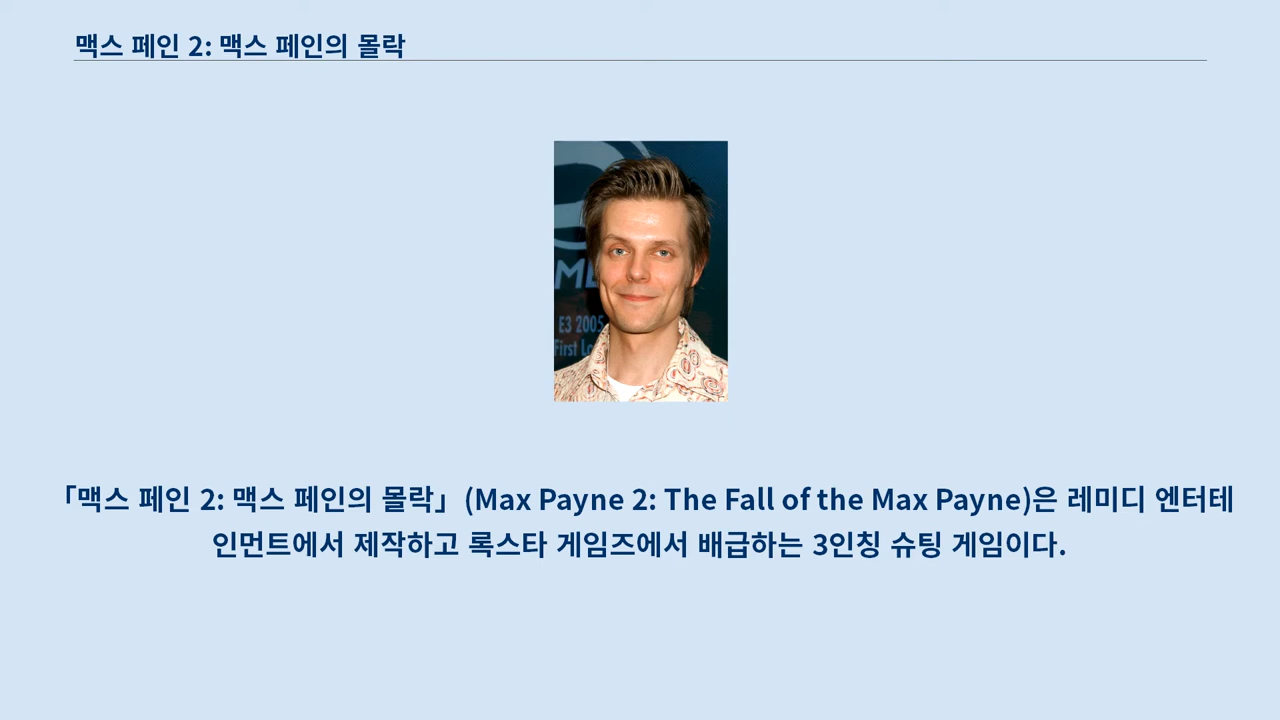 맥스 페인 2: 맥스 페인의 몰락
ME
E3 2005
First Lo
「맥스 페인 2: 맥스 페인의 몰락」(Max Payne 2: The Fall of the Max Payne)은 레미디 엔터테
인먼트에서 제작하고 록스타 게임즈에서 배급하는 3인칭 슈팅 게임이다.